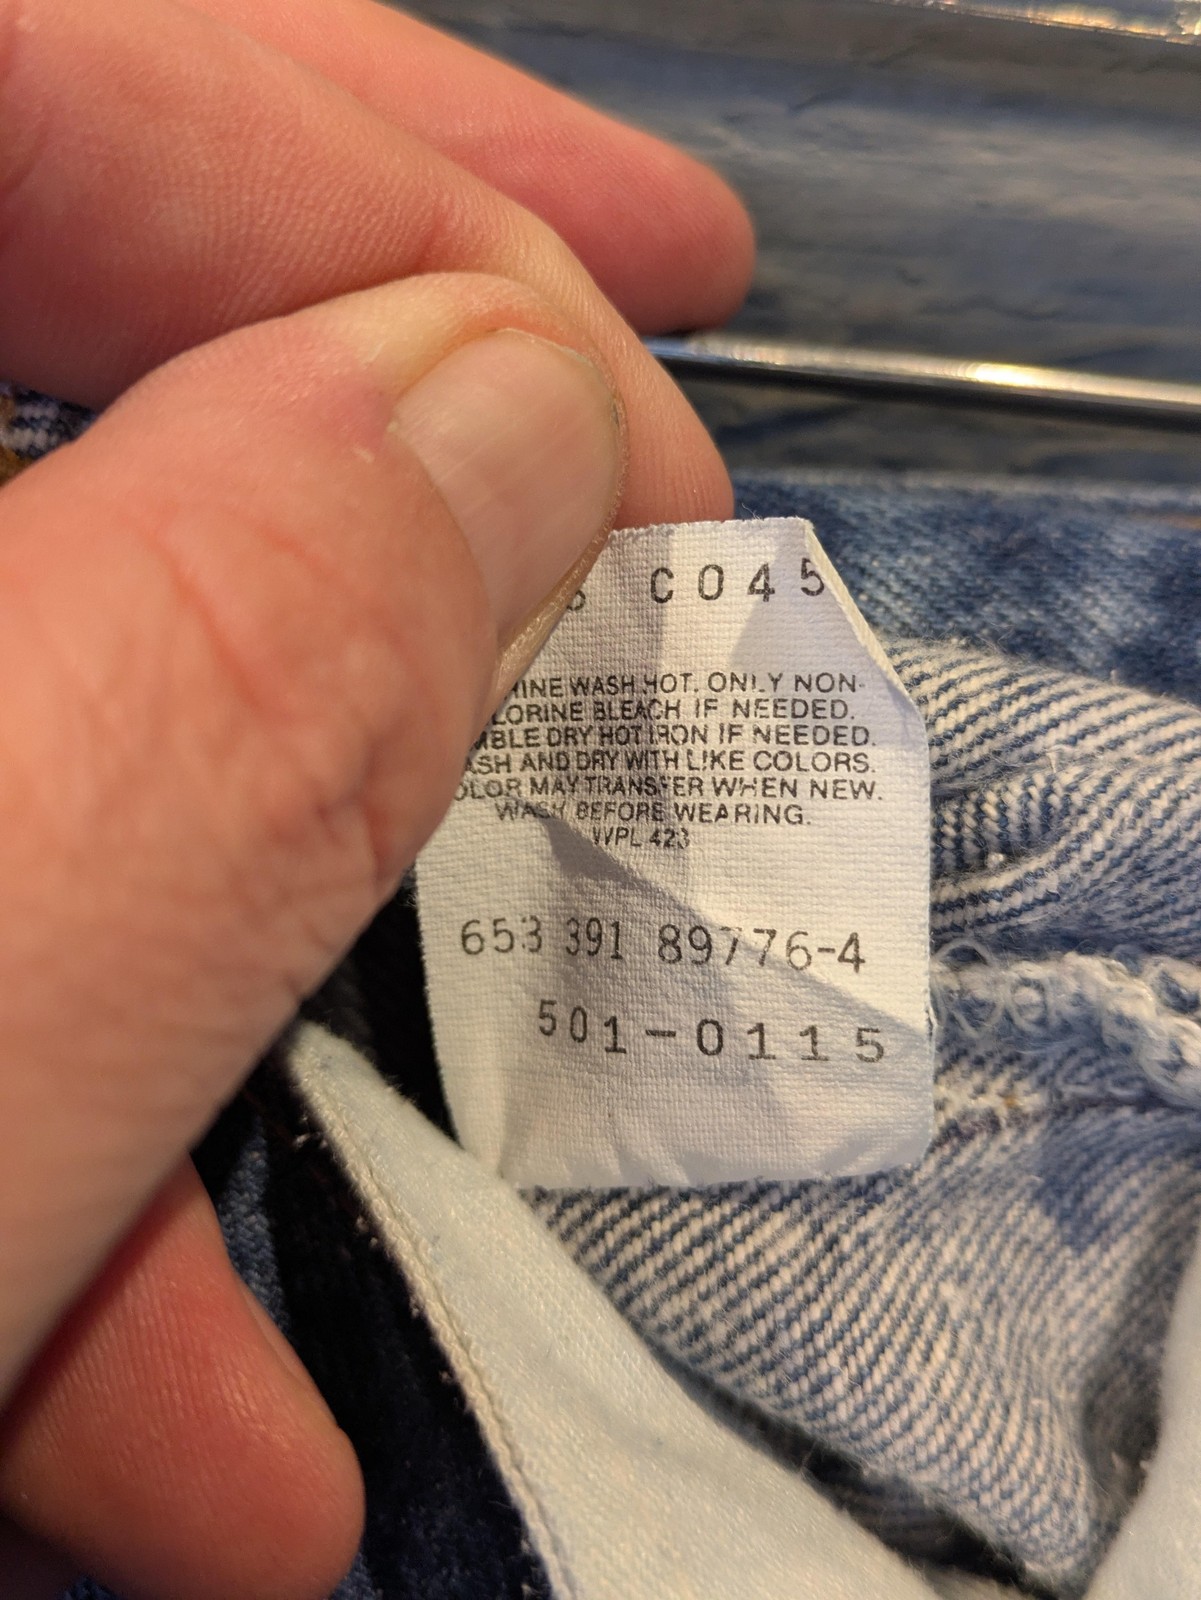 C045
WASH HOT. ONLY NON-
BLEACH IF NEEDED.
DRY HOT IRON IF NEEDED.
AND DRY WITH LIKE COLORS.
MAY TRANSFER WHEN NEW.
WASH BEFORE WEARING.
WPL 423
653 391 89776-4
501-0115